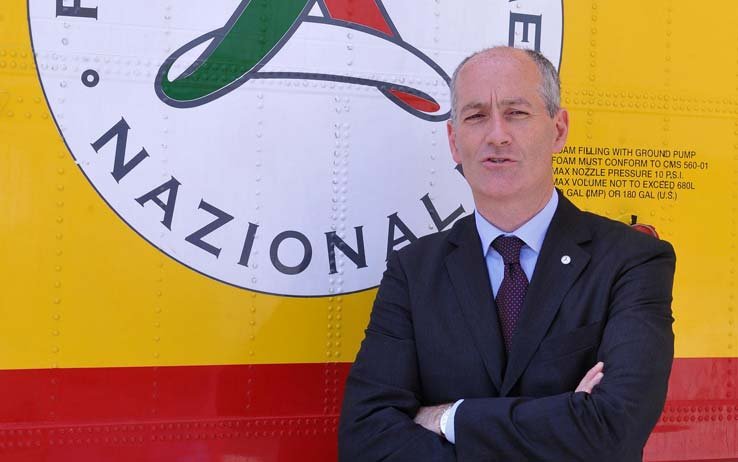 NAZIONALE
FOAM FILLING WITH GROUND PUMP
FOAM MUST CONFORM TO CMS 560-01
MAX NOZZLE PRESSURE 10 P.S.I.
MAX VOLUME NOT TO EXCEED 680L
GAL (IMP) OR 180 GAL (U.S.)